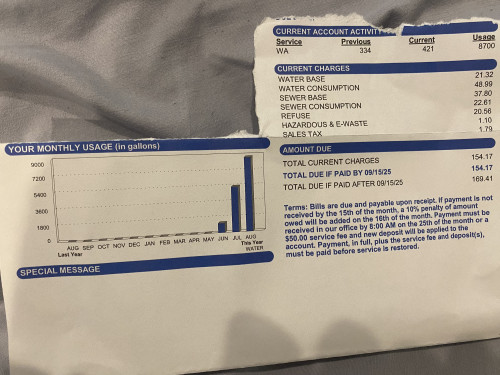 CURRENT ACCOUNT ACTIVITY
Service Previous Current Usage
WA 334 421 8700
CURRENT CHARGES
WATER BASE 21.32
WATER CONSUMPTION 48.99
SEWER BASE 37.80
SEWER CONSUMPTION 22.61
REFUSE 20.56
HAZARDOUS & E-WASTE 1.10
SALES TAX 1.79
YOUR MONTHLY USAGE (in gallons)
9000
7200
5400
3600
1800
0
AUG SEP OCT NOV DEC JAN FEB MAR APR MAY JUN JUL AUG
Last Year This Year
WATER
SPECIAL MESSAGE
AMOUNT DUE
TOTAL CURRENT CHARGES 154.17
TOTAL DUE IF PAID BY 09/15/25 154.17
TOTAL DUE IF PAID AFTER 09/15/25 169.41
Terms: Bills are due and payable upon receipt. If payment is not
received by the 15th of the month, a 10% penalty of amount
owed will be added on the 16th of the month. Payment must be
received in our office by 8:00 AM on the 25th of the month or a
$50.00 service fee and new deposit will be applied to the
account. Payment, in full, plus the service fee and deposit(s),
must be paid before service is restored.